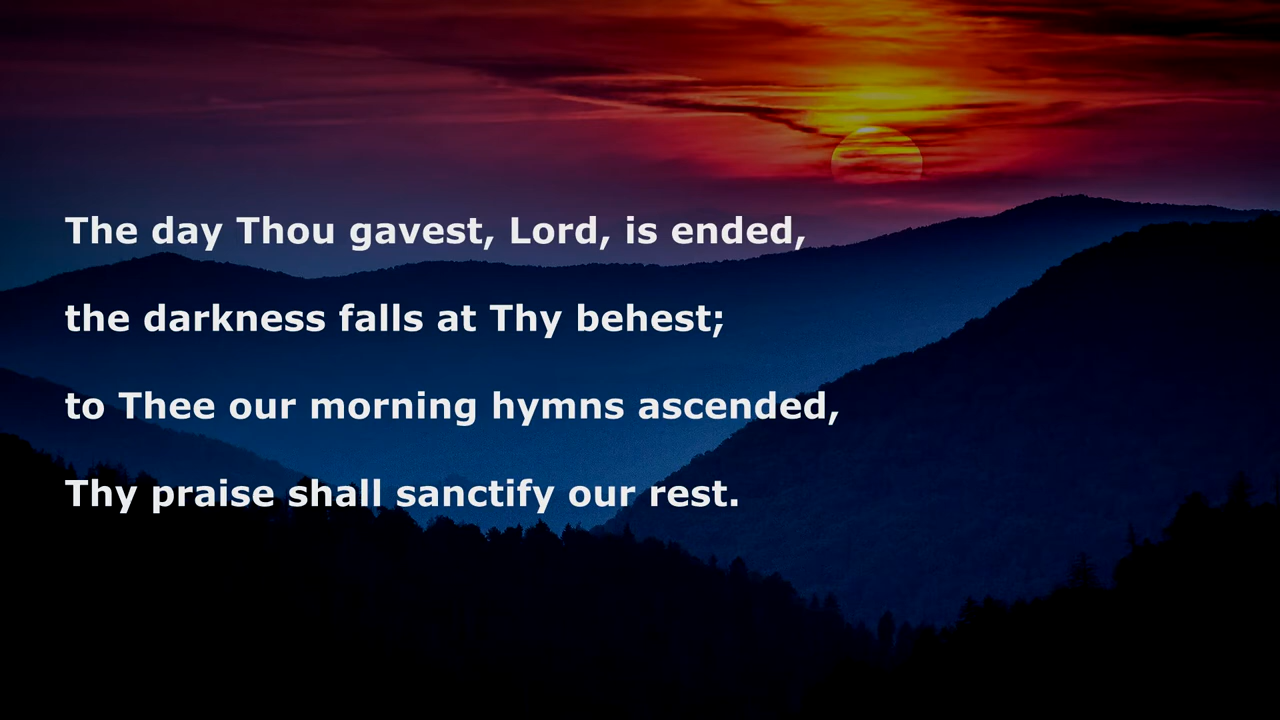 The day Thou gavest, Lord, is ended,
the darkness falls at Thy behest;
to Thee our morning hymns ascended,
Thy praise shall sanctify our rest.